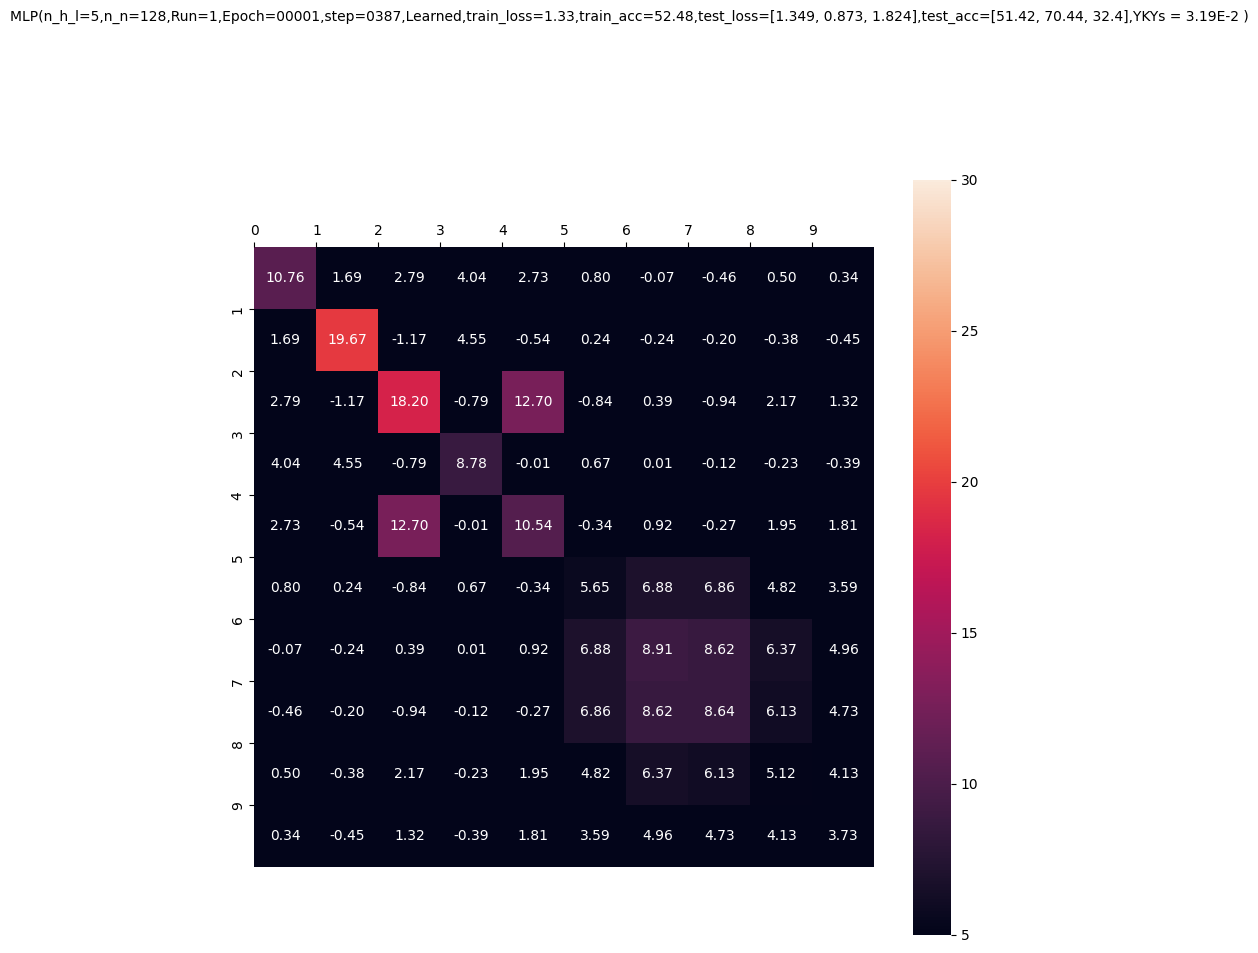 MLP(n_h_l=5,n_n=128,Run=1,Epoch=00001,step=0387,Learned,train_loss=1.33,train_acc=52.48,test_loss=[1.349, 0.873, 1.824],test_acc=[51.42, 70.44, 32.4],YKYs = 3.19E-2 )
30
0 1 2 3 4 5 6 7 8 9
10.76 1.69 2.79 4.04 2.73 0.80 -0.07 -0.46 0.50 0.34
1
1.69 19.67 -1.17 4.55 -0.54 0.24 -0.24 -0.20 -0.38 -0.45
25
2
2.79 -1.17 18.20 -0.79 12.70 -0.84 0.39 -0.94 2.17 1.32
3
4.04 4.55 -0.79 8.78 -0.01 0.67 0.01 -0.12 -0.23 -0.39
20
4
2.73 -0.54 12.70 -0.01 10.54 -0.34 0.92 -0.27 1.95 1.81
5
0.80 0.24 -0.84 0.67 -0.34 5.65 6.88 6.86 4.82 3.59
6
15
-0.07 -0.24 0.39 0.01 0.92 6.88 8.91 8.62 6.37 4.96
7
-0.46 -0.20 -0.94 -0.12 -0.27 6.86 8.62 8.64 6.13 4.73
8
0.50 -0.38 2.17 -0.23 1.95 4.82 6.37 6.13 5.12 4.13
10
9
0.34 -0.45 1.32 -0.39 1.81 3.59 4.96 4.73 4.13 3.73
5